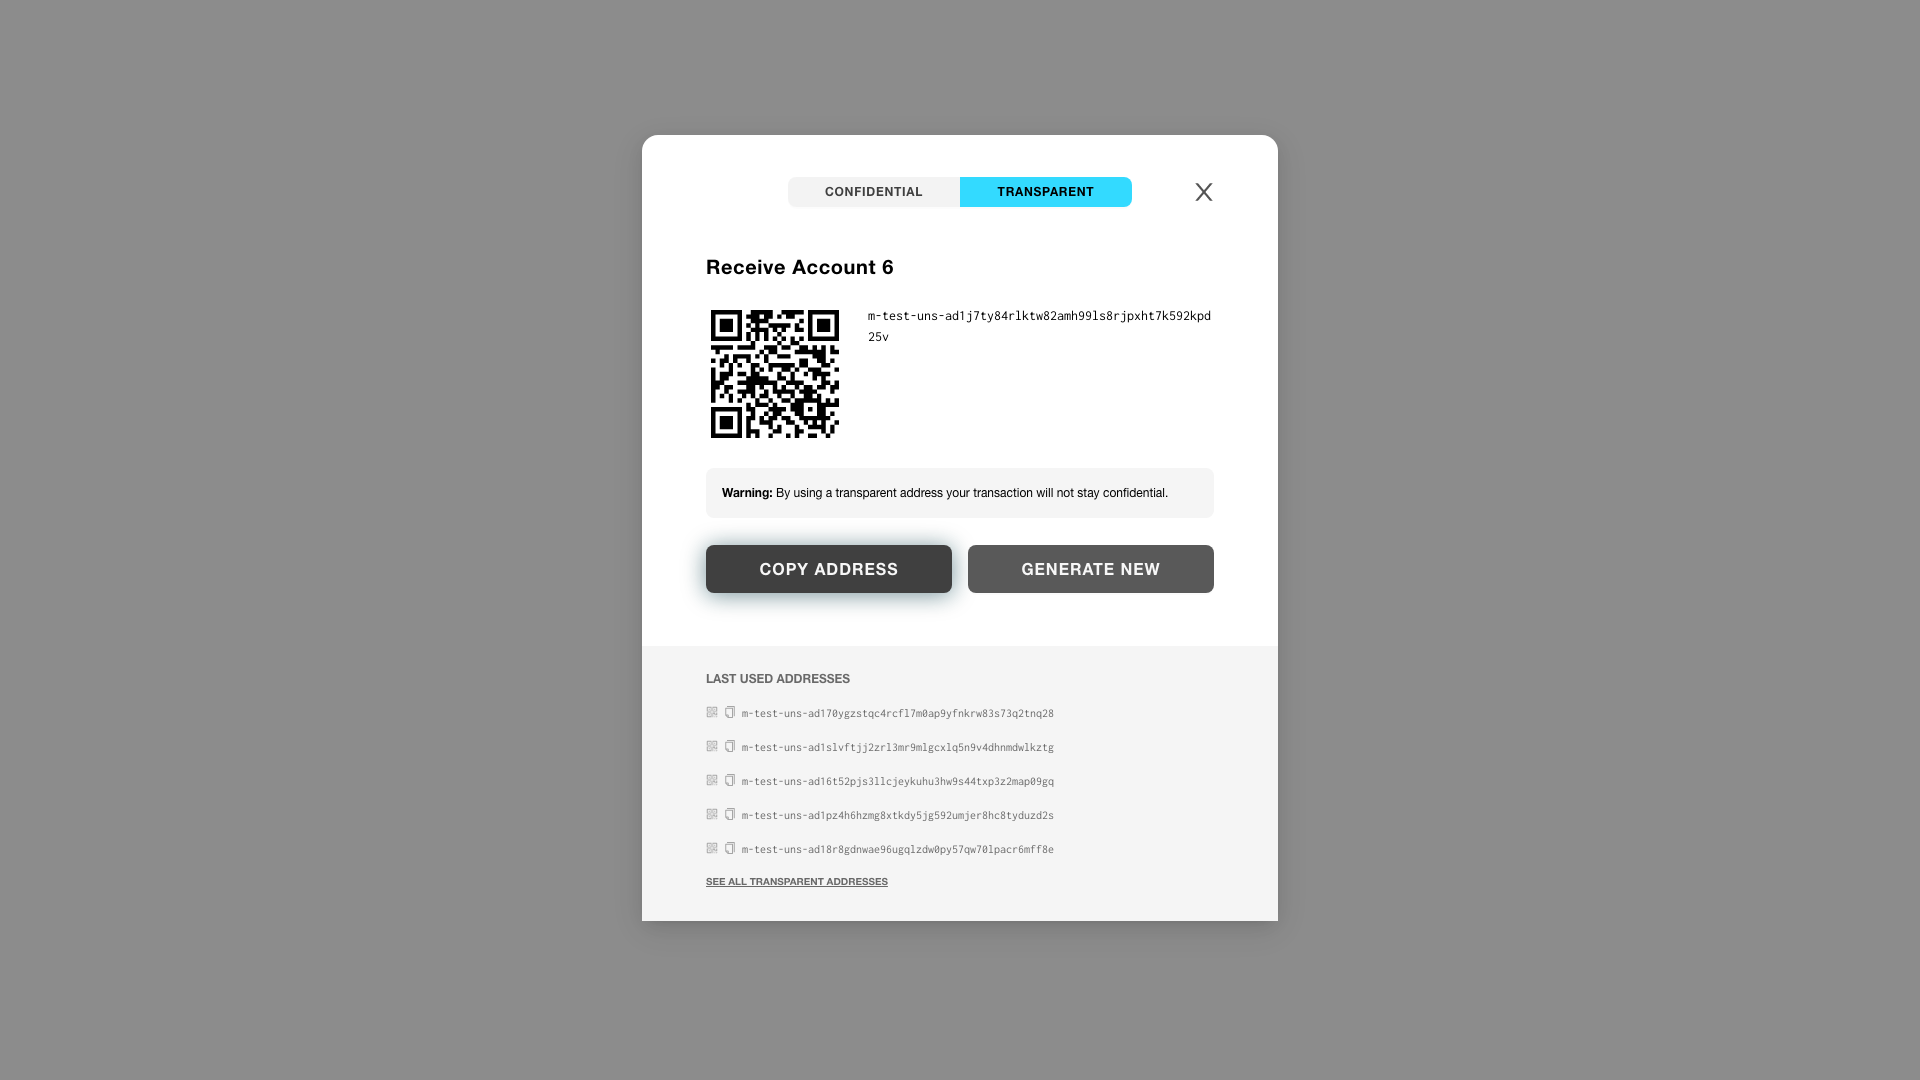 CONFIDENTIAL TRANSPARENT X
Receive Account 6
m-test-uns-ad1j7ty84rlktw82amh99ls8rjpxht7k592kpd
25v
Warning: By using a transparent address your transaction will not stay confidential.
COPY ADDRESS GENERATE NEW
LAST USED ADDRESSES
m-test-uns-ad170ygzstqc4rcfl7m0ap9yfnkrw83s73q2tnq28
m-test-uns-ad1slvftjj2zrl3mr9mlgcxlq5n9v4dhnmdwlkztg
m-test-uns-ad16t52pjs3llcjeykuhu3hw9s44txp3z2map09gq
m-test-uns-ad1pz4h6hzmg8xtkdy5jg592umjer8hc8tyduzd2s
m-test-uns-ad18r8gdnwae96ugqlzdw0py57qw70lpacr6mff8e
SEE ALL TRANSPARENT ADDRESSES